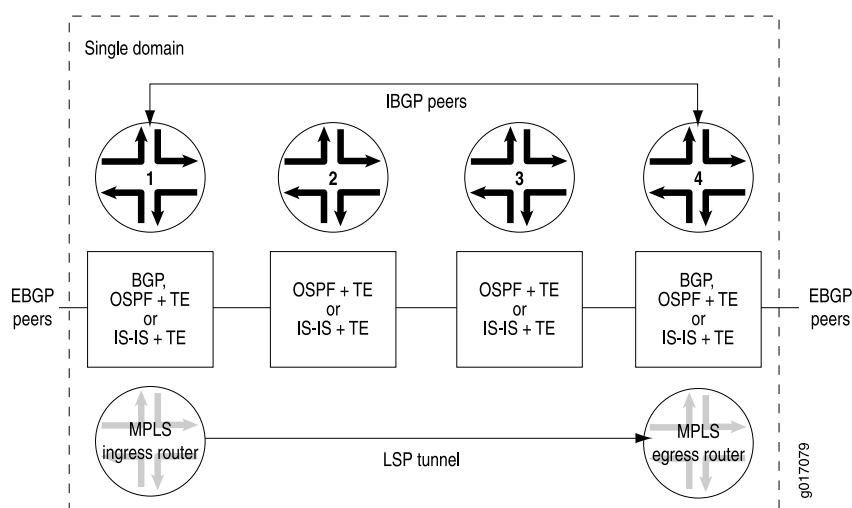 Single domain
IBGP peers
1
2
3
4
EBGP
peers
BGP,
OSPF + TE
or
IS-IS + TE
OSPF + TE
or
IS-IS + TE
OSPF + TE
or
IS-IS + TE
BGP,
OSPF + TE
or
IS-IS + TE
EBGP
peers
MPLS
ingress router
LSP tunnel
MPLS
egress router
g017079